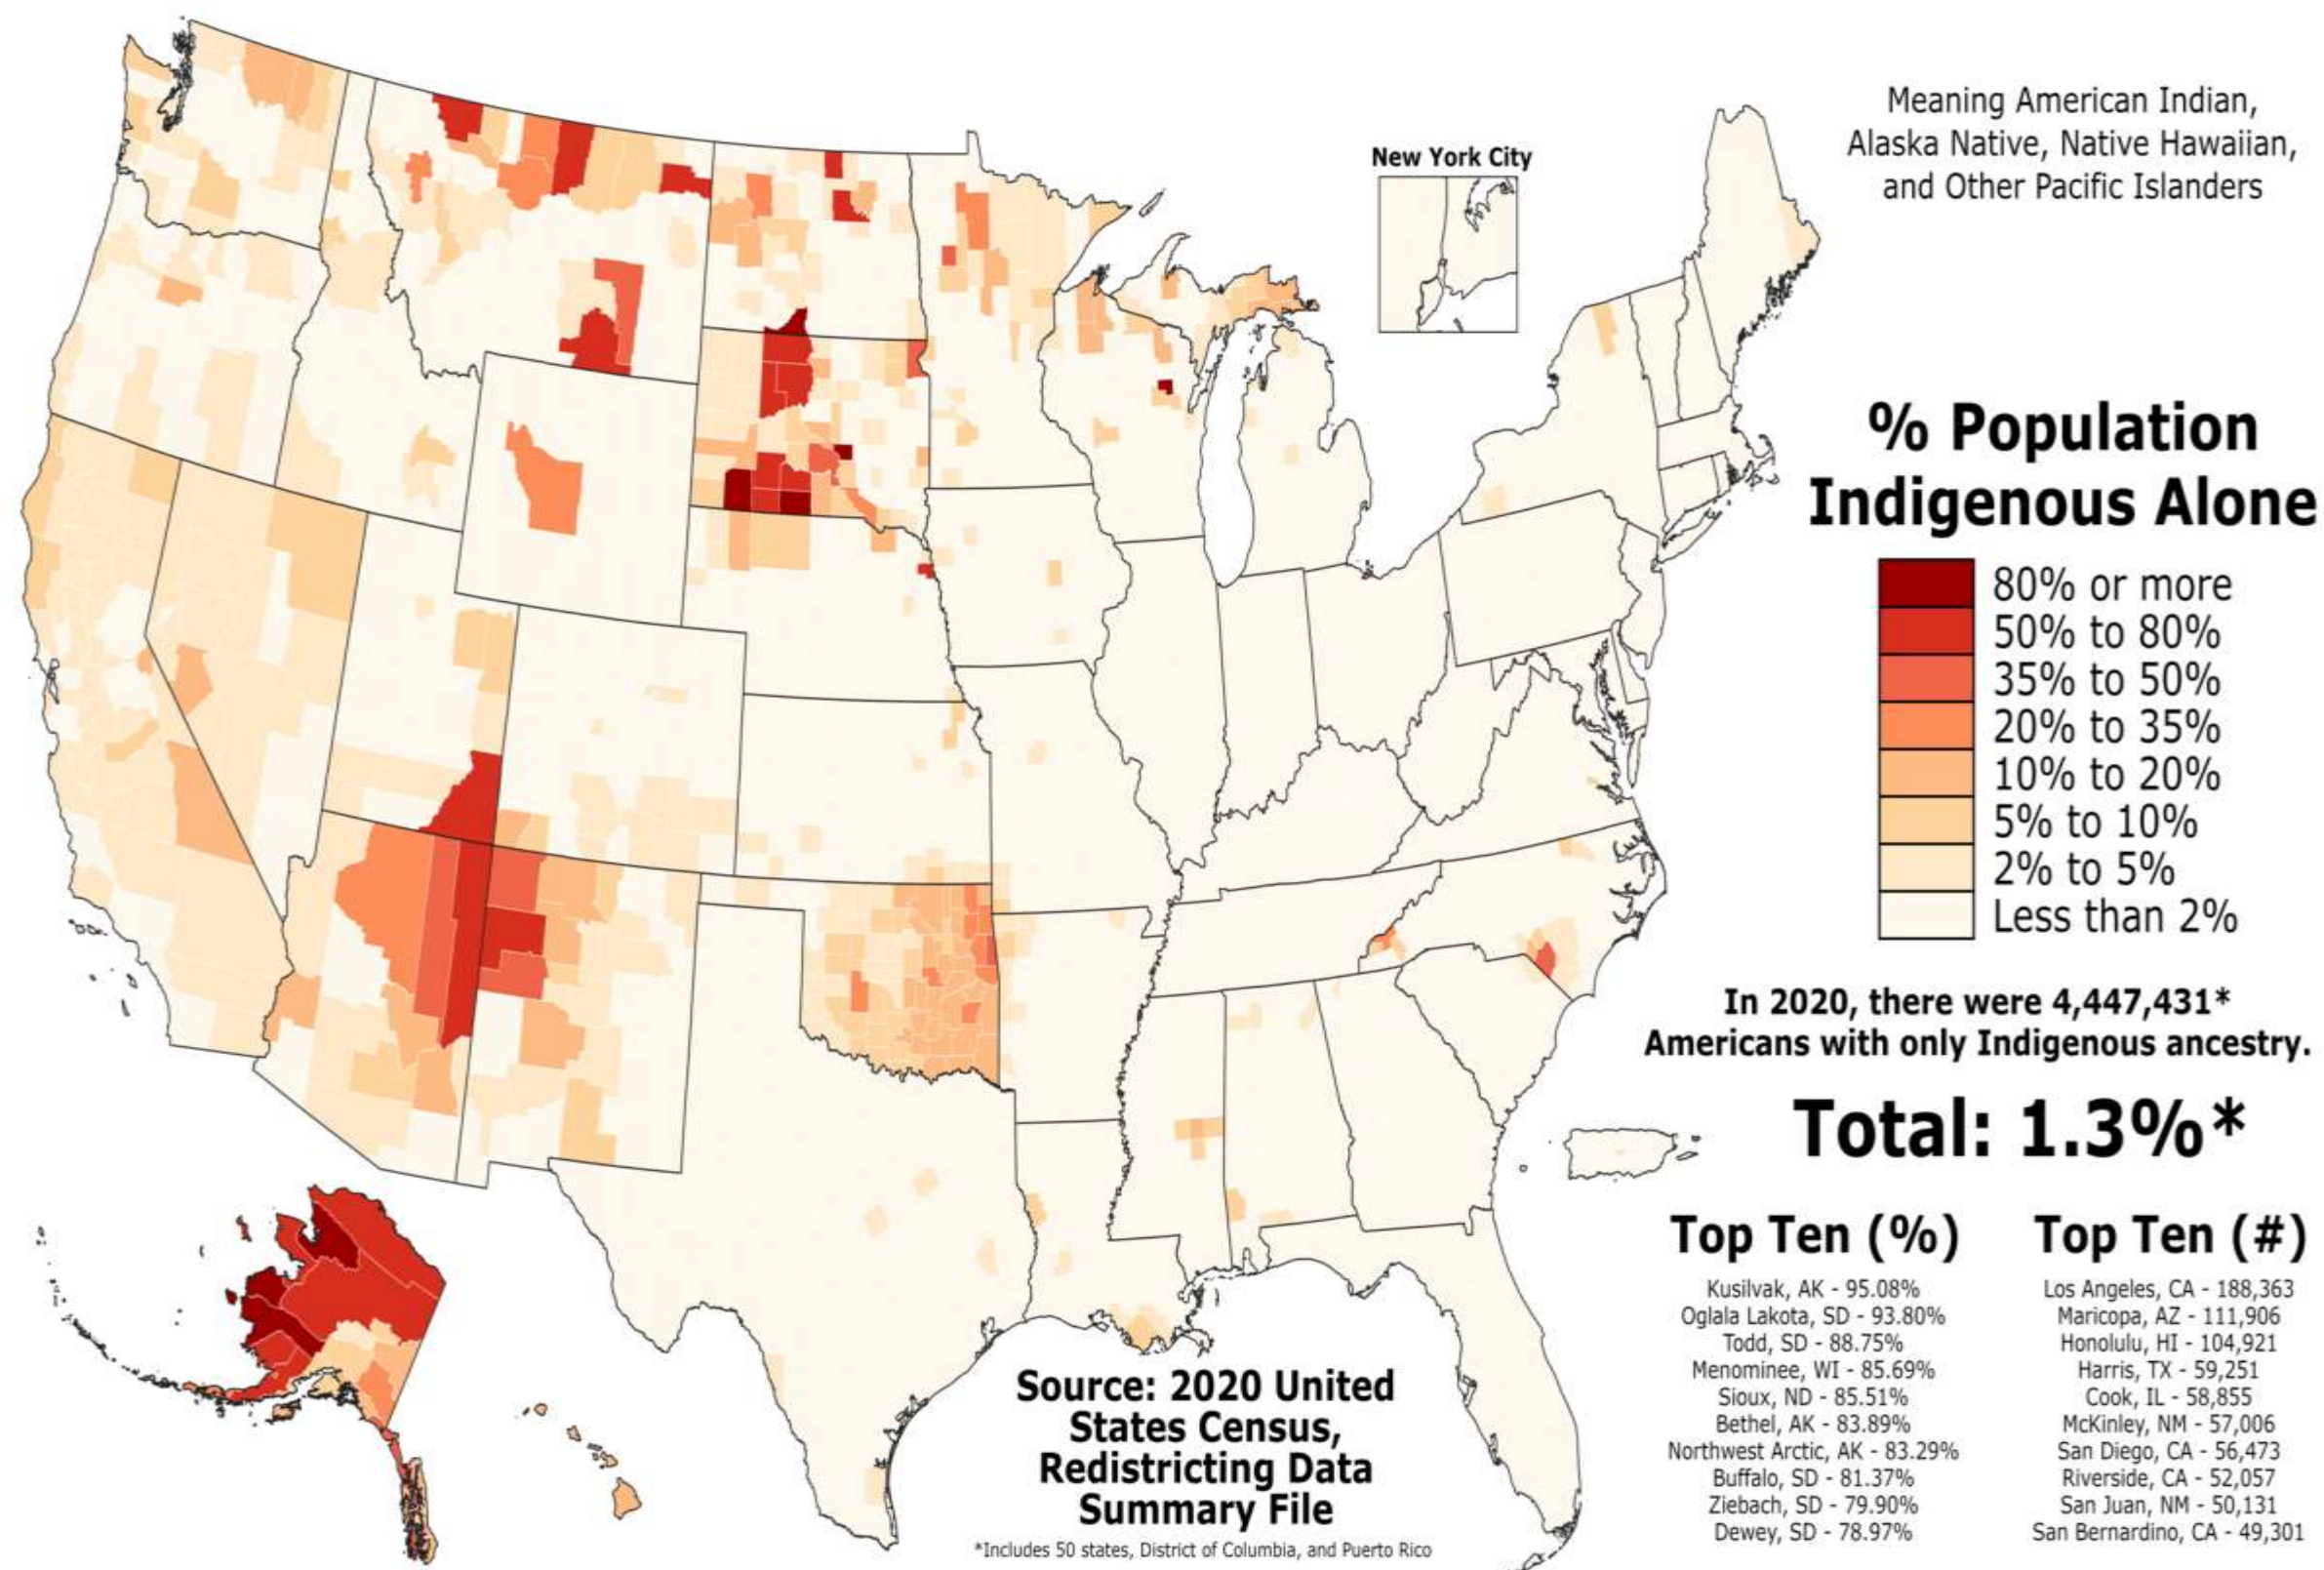 Meaning American Indian,
Alaska Native, Native Hawaiian,
and Other Pacific Islanders
New York City
% Population
Indigenous Alone
80% or more
50% to 80%
35% to 50%
20% to 35%
10% to 20%
5% to 10%
2% to 5%
Less than 2%
In 2020, there were 4,447,431*
Americans with only Indigenous ancestry.
Total: 1.3%*
Top Ten (%)
Kusilvak, AK - 95.08%
Oglala Lakota, SD - 93.80%
Todd, SD - 88.75%
Menominee, WI - 85.69%
Sioux, ND - 85.51%
Bethel, AK - 83.89%
Northwest Arctic, AK - 83.29%
Buffalo, SD - 81.37%
Ziebach, SD - 79.90%
Dewey, SD - 78.97%
Top Ten (#)
Los Angeles, CA - 188,363
Maricopa, AZ - 111,906
Honolulu, HI - 104,921
Harris, TX - 59,251
Cook, IL - 58,855
McKinley, NM - 57,006
San Diego, CA - 56,473
Riverside, CA - 52,057
San Juan, NM - 50,131
San Bernardino, CA - 49,301
Source: 2020 United
States Census,
Redistricting Data
Summary File
*Includes 50 states, District of Columbia, and Puerto Rico